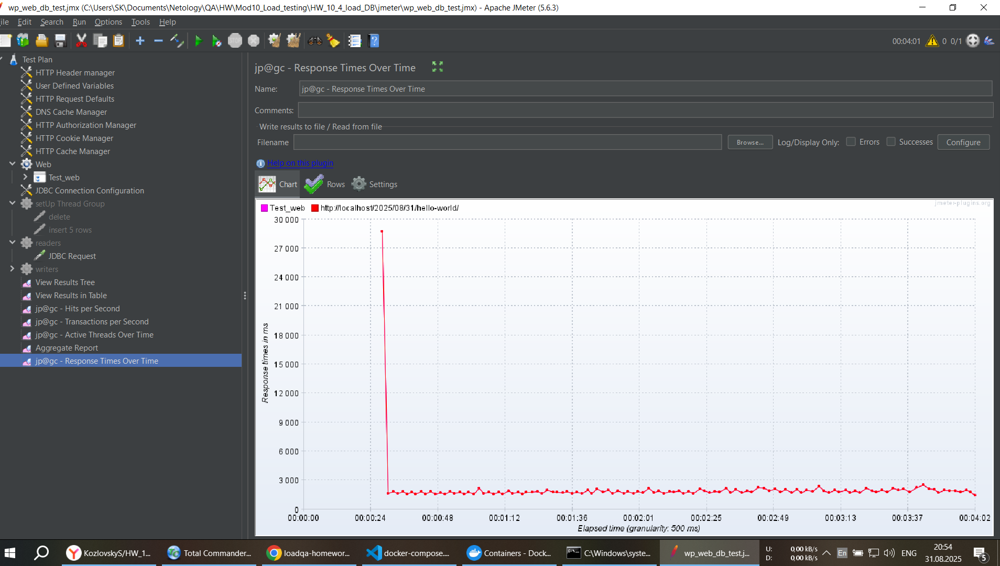 wp_web_db_test.jmx (C:\Users\SK\Documents\Netology\QA\HW\Mod10_Load_testing\HW_10_4_load_DB\jmeter\wp_web_db_test.jmx) - Apache JMeter (5.6.3)
ile Edit Search Run Options Tools Help
STOP
00:04:01 0 0/1
Test Plan
HTTP Header manager
User Defined Variables
HTTP Request Defaults
DNS Cache Manager
HTTP Authorization Manager
HTTP Cookie Manager
HTTP Cache Manager
Web
Test_web
JDBC Connection Configuration
setUp Thread Group
delete
insert 5 rows
readers
JDBC Request
writers
View Results Tree
View Results in Table
jp@gc - Hits per Second
jp@gc - Transactions per Second
jp@gc - Active Threads Over Time
Aggregate Report
jp@gc - Response Times Over Time
jp@gc - Response Times Over Time
Name: jp@gc - Response Times Over Time
Comments:
Write results to file / Read from file
Filename Browse... Log/Display Only: Errors Successes Configure
Help on this plugin
Chart Rows Settings
Test_web http://localhost/2025/08/31/hello-world/
jmeter-plugins.org
30 000
27 000
24 000
21 000
18 000
15 000
12 000
9 000
6 000
3 000
0
Response times in ms
00:00:00 00:00:24 00:00:48 00:01:12 00:01:36 00:02:01 00:02:25 00:02:49 00:03:13 00:03:37 00:04:02
Elapsed time (granularity: 500 ms)
KozlovskyS/HW_1... Total Commander... loadqa-homewor... docker-compose.... Containers - Dock... C:\Windows\syste... wp_web_db_test.j...
U: 0,00 kB/s
D: 0,00 kB/s
En ENG
20:54
31.08.2025
5